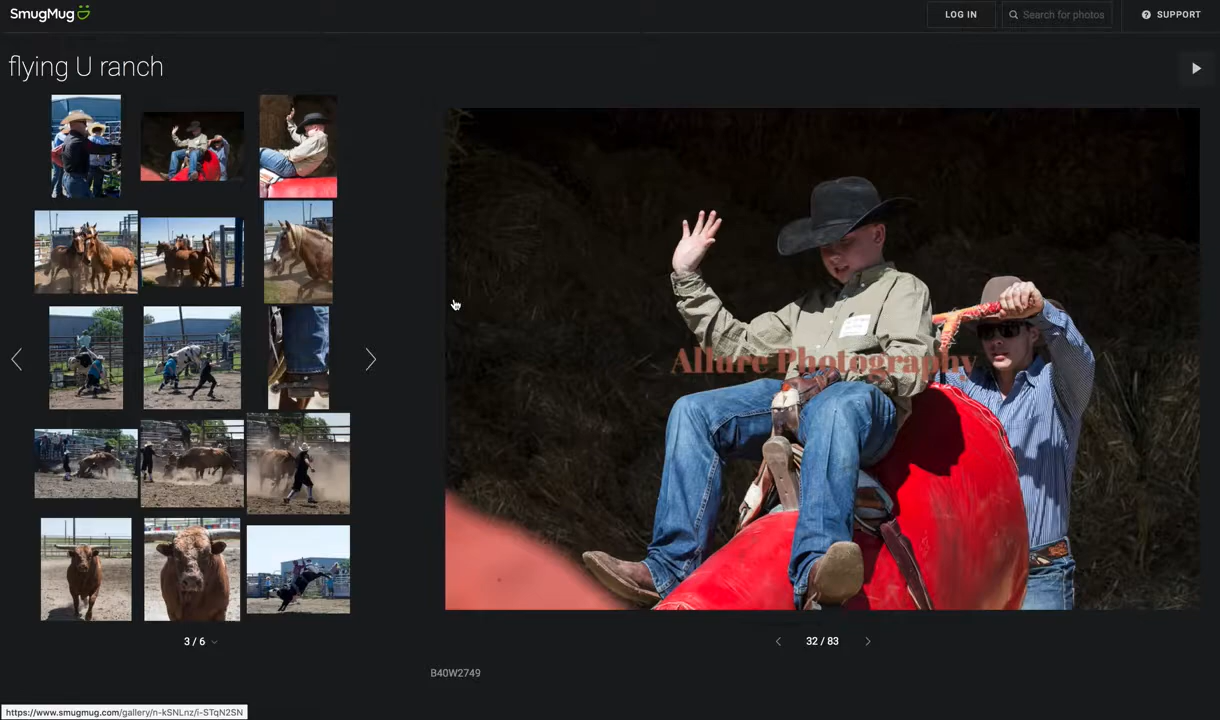 SmugMug
LOG IN
Search for photos
SUPPORT
flying U ranch
Allure Photography
3 / 6
32 / 83
B40W2749
https://www.smugmug.com/gallery/n-kSNLnz/i-STqN2SN